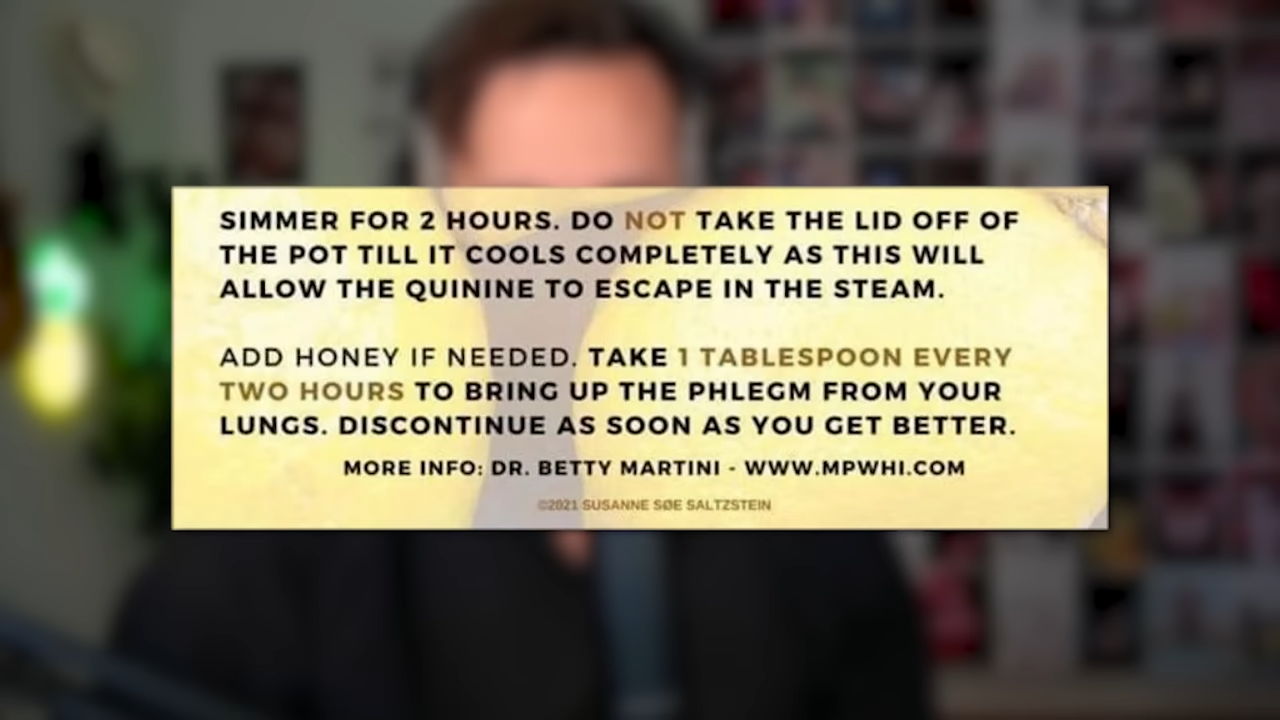 SIMMER FOR 2 HOURS. DO NOT TAKE THE LID OFF OF
THE POT TILL IT COOLS COMPLETELY AS THIS WILL
ALLOW THE QUININE TO ESCAPE IN THE STEAM.
ADD HONEY IF NEEDED. TAKE 1 TABLESPOON EVERY
TWO HOURS TO BRING UP THE PHLEGM FROM YOUR
LUNGS. DISCONTINUE AS SOON AS YOU GET BETTER.
MORE INFO: DR. BETTY MARTINI - WWW.MPWHI.COM
©2021 SUSANNE SØE SALTZSTEIN